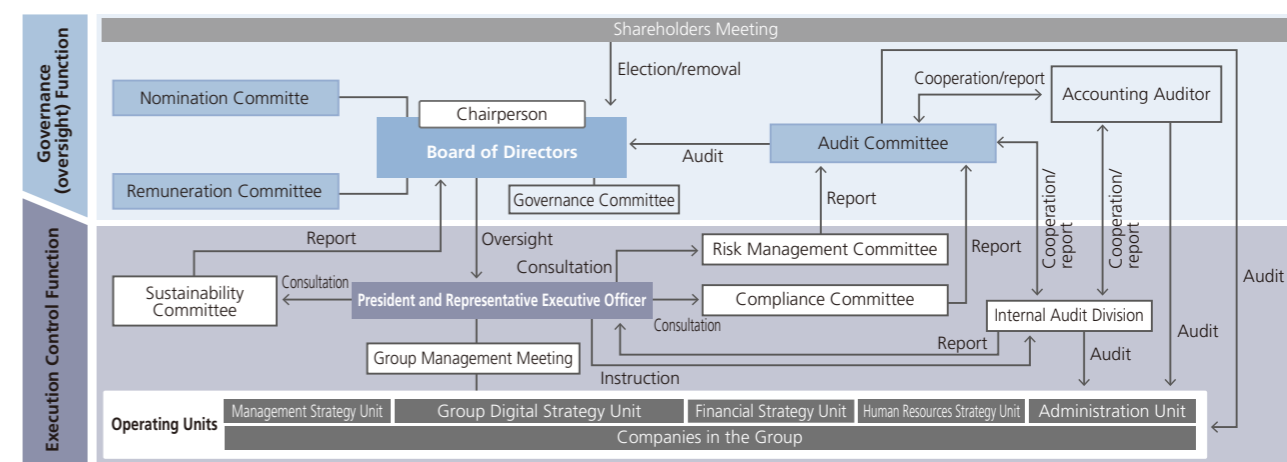 Governance
(oversight) Function
Shareholders Meeting
Election/removal
Nomination Committe
Chairperson
Board of Directors
Remuneration Committee
Governance Committee
Audit
Audit Committee
Cooperation/report
Accounting Auditor
Report
Cooperation/
report
Cooperation/
report
Execution Control Function
Report
Oversight
Consultation
Risk Management Committee
Report
Audit
Sustainability
Committee
Consultation
President and Representative Executive Officer
Consultation
Compliance Committee
Internal Audit Division
Group Management Meeting
Report
Instruction
Audit
Audit
Operating Units
Management Strategy Unit
Group Digital Strategy Unit
Financial Strategy Unit
Human Resources Strategy Unit
Administration Unit
Companies in the Group